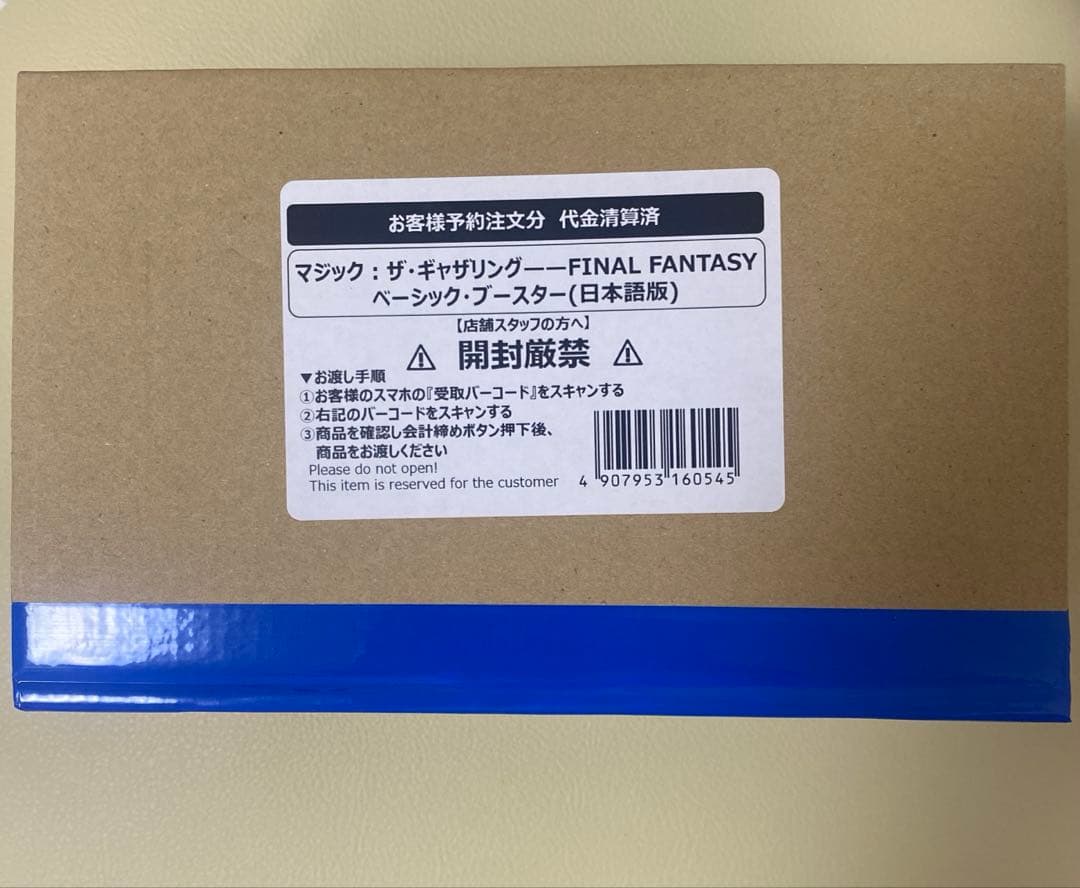 お客様予約注文分 代金清算済
マジック：ザ・ギャザリング——FINAL FANTASY
ベーシック・ブースター(日本語版)
【店舗スタッフの方へ】
⚠ 開封厳禁 ⚠
▼お渡し手順
①お客様のスマホの『受取バーコード』をスキャンする
②右記のバーコードをスキャンする
③商品を確認し会計締めボタン押下後、
商品をお渡しください
Please do not open!
This item is reserved for the customer
4 907953 160545